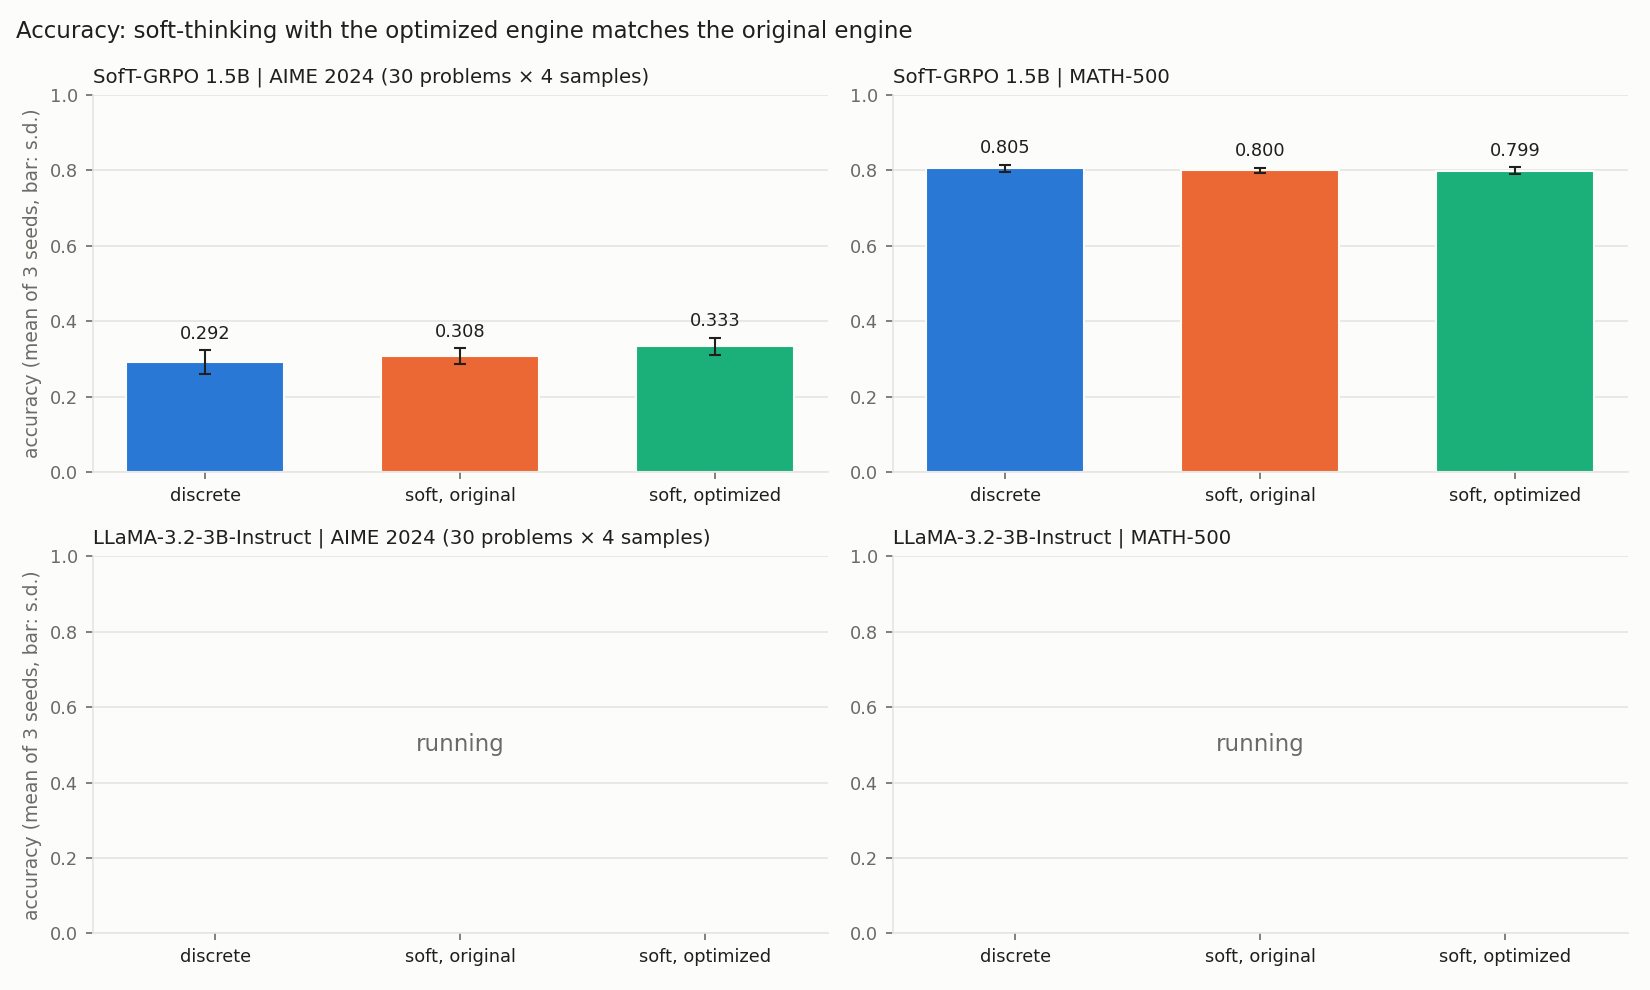 Accuracy: soft-thinking with the optimized engine matches the original engine
SofT-GRPO 1.5B | AIME 2024 (30 problems × 4 samples)
accuracy (mean of 3 seeds, bar: s.d.)
1.0
0.8
0.6
0.4
0.2
0.0
0.292
0.308
0.333
discrete
soft, original
soft, optimized
SofT-GRPO 1.5B | MATH-500
1.0
0.8
0.6
0.4
0.2
0.0
0.805
0.800
0.799
discrete
soft, original
soft, optimized
LLaMA-3.2-3B-Instruct | AIME 2024 (30 problems × 4 samples)
accuracy (mean of 3 seeds, bar: s.d.)
1.0
0.8
0.6
0.4
0.2
0.0
running
discrete
soft, original
soft, optimized
LLaMA-3.2-3B-Instruct | MATH-500
1.0
0.8
0.6
0.4
0.2
0.0
running
discrete
soft, original
soft, optimized